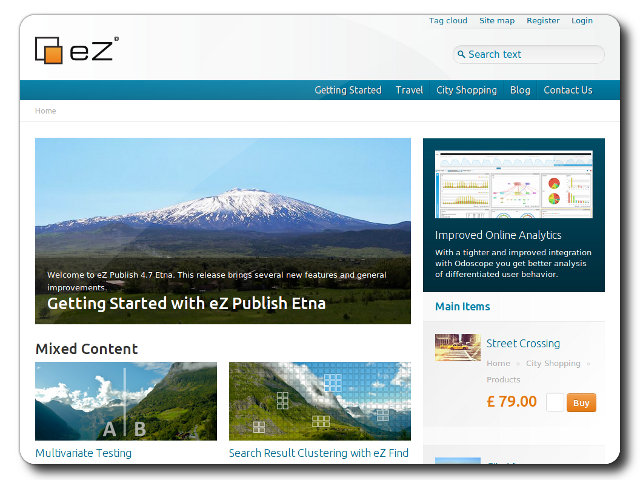 Tag cloud Site map Register Login
eZ
Search text
Getting Started Travel City Shopping Blog Contact Us
Home
Welcome to eZ Publish 4.7 Etna. This release brings several new features and general
improvements.
Getting Started with eZ Publish Etna
Improved Online Analytics
With a tighter and improved integration
with Odoscope you get better analysis
of differentiated user behavior.
Main Items
Street Crossing
Home » City Shopping »
Products
£ 79.00 Buy
Mixed Content
A B
Multivariate Testing
Search Result Clustering with eZ Find